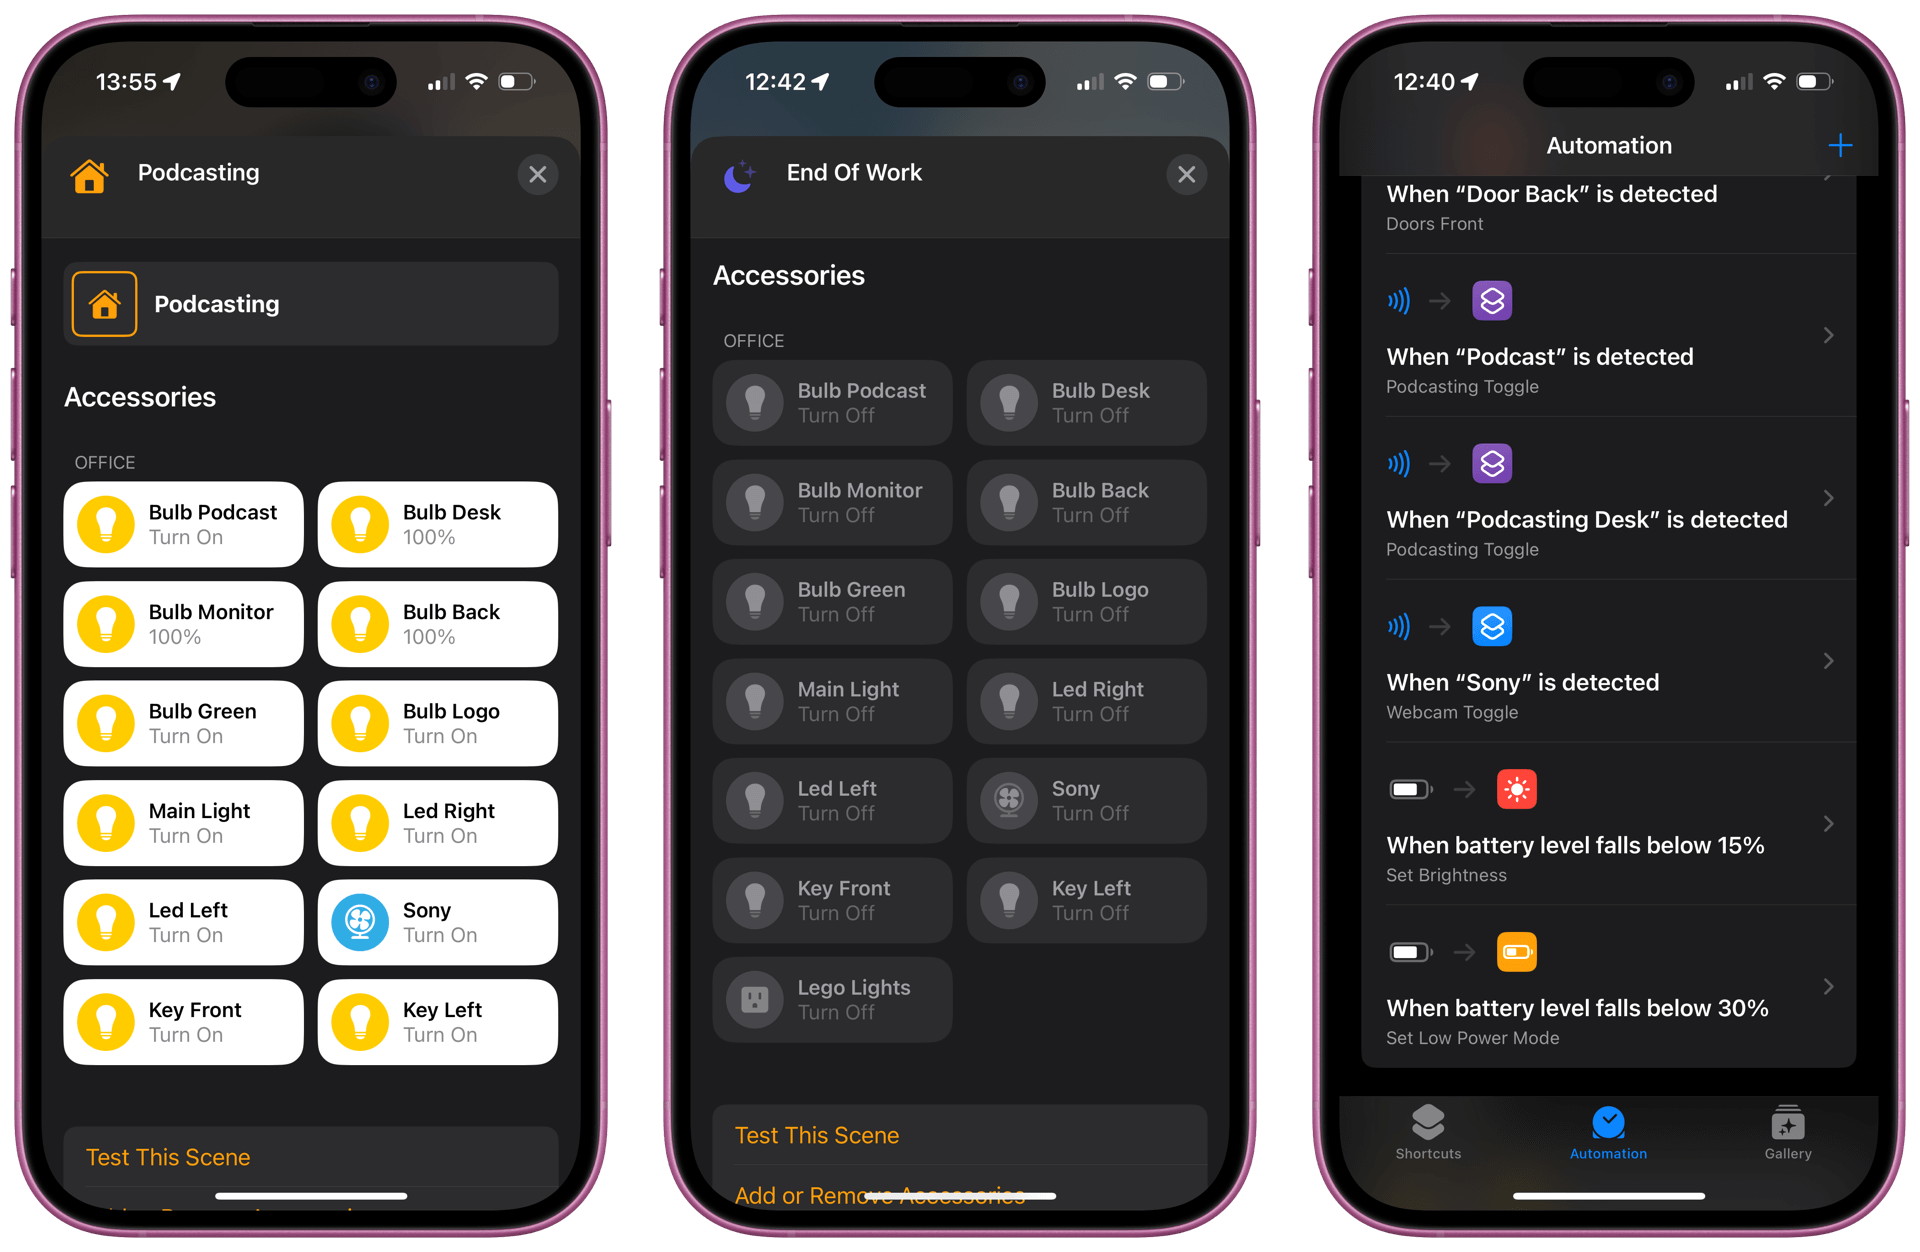 13:55
Podcasting
Podcasting
Accessories
OFFICE
Bulb Podcast
Turn On
Bulb Desk
100%
Bulb Monitor
100%
Bulb Back
100%
Bulb Green
Turn On
Bulb Logo
Turn On
Main Light
Turn On
Led Right
Turn On
Led Left
Turn On
Sony
Turn On
Key Front
Turn On
Key Left
Turn On
Test This Scene
12:42
End Of Work
Accessories
OFFICE
Bulb Podcast
Turn Off
Bulb Desk
Turn Off
Bulb Monitor
Turn Off
Bulb Back
Turn Off
Bulb Green
Turn Off
Bulb Logo
Turn Off
Main Light
Turn Off
Led Right
Turn Off
Led Left
Turn Off
Sony
Turn Off
Key Front
Turn Off
Key Left
Turn Off
Lego Lights
Turn Off
Test This Scene
Add or Remove Accessories
12:40
Automation
When “Door Back” is detected
Doors Front
When “Podcast” is detected
Podcasting Toggle
When “Podcasting Desk” is detected
Podcasting Toggle
When “Sony” is detected
Webcam Toggle
When battery level falls below 15%
Set Brightness
When battery level falls below 30%
Set Low Power Mode
Shortcuts
Automation
Gallery